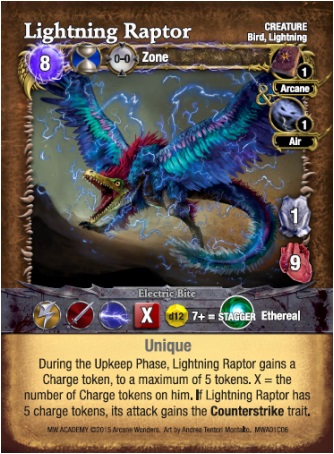 Lightning Raptor
CREATURE
Bird, Lightning
8
0-0 Zone
1
Arcane
&
1
Air
1
9
Electric Bite
X d12 7+ = STAGGER Ethereal
Unique
During the Upkeep Phase, Lightning Raptor gains a
Charge token, to a maximum of 5 tokens. X = the
number of Charge tokens on him. If Lightning Raptor has
5 charge tokens, its attack gains the Counterstrike trait.
MW ACADEMY ©2015 Arcane Wonders. Art by Andrea Tentori Montalto. MWA01C06